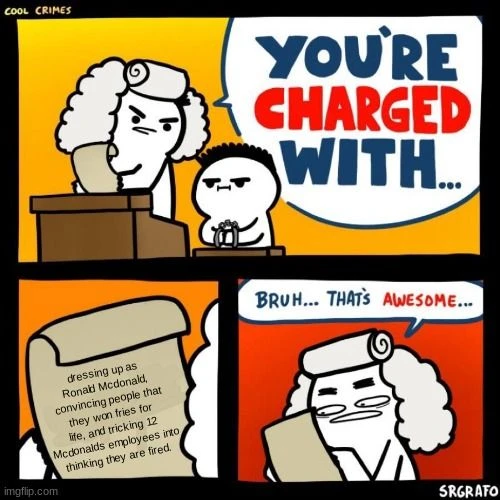 COOL CRIMES
YOU'RE
CHARGED
WITH...
dressing up as
Ronald Mcdonald,
convincing people that
they won fries for
life, and tricking 12
Mcdonalds employees into
thinking they are fired.
BRUH... THAT'S AWESOME...
imgflip.com
SRGRAFO